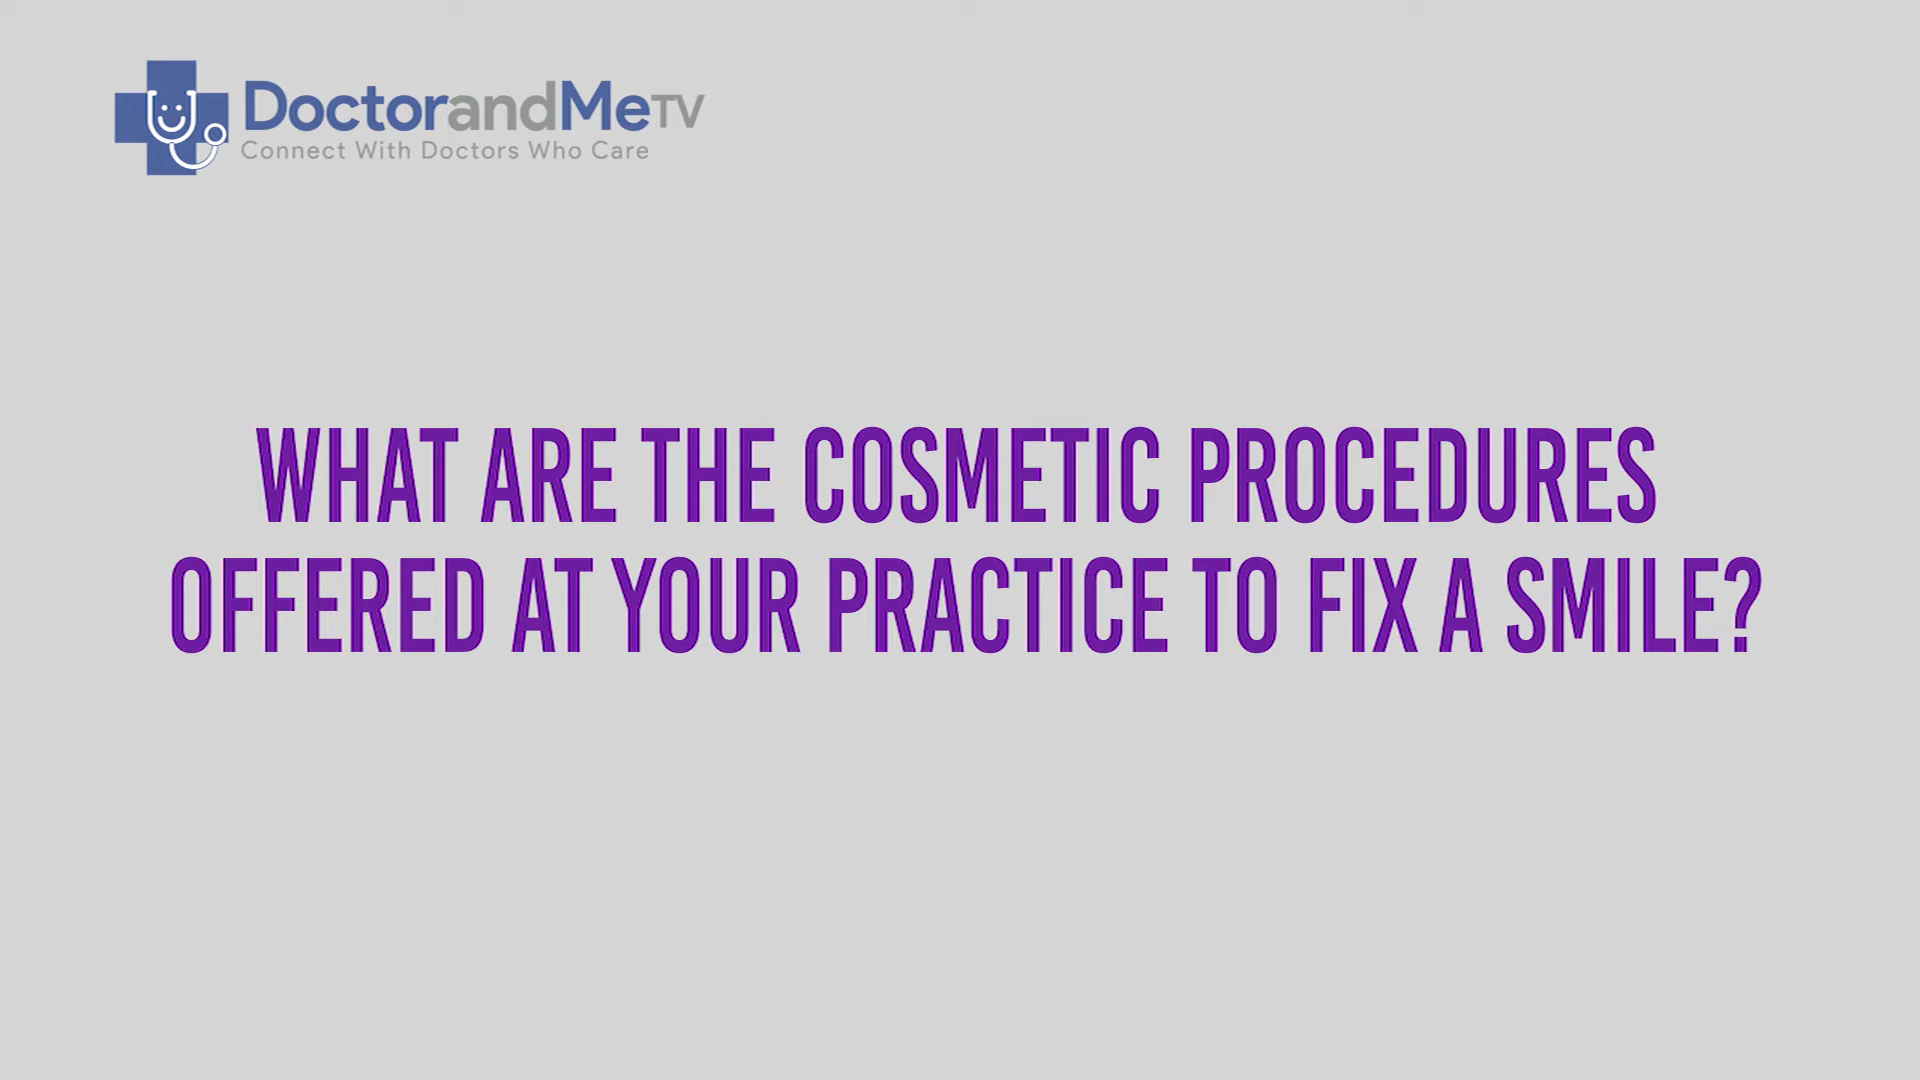 DoctorandMeTV
Connect With Doctors Who Care
WHAT ARE THE COSMETIC PROCEDURES
OFFERED AT YOUR PRACTICE TO FIX A SMILE?